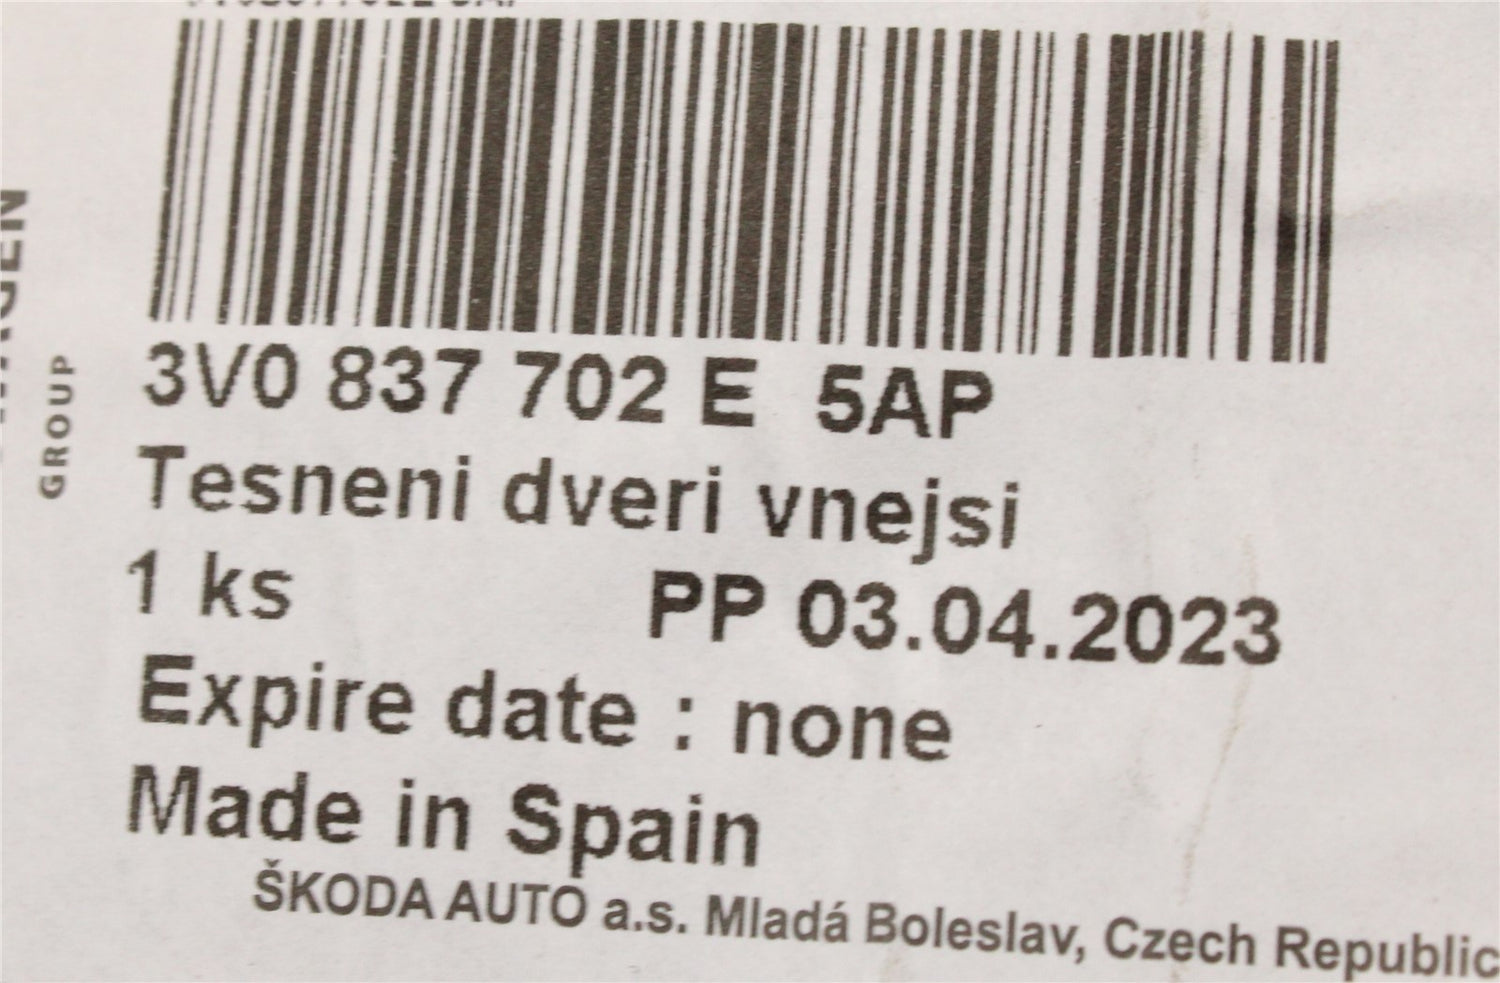 3V0 837 702 E 5AP
Tesneni dveri vnejsi
1 ks PP 03.04.2023
Expire date : none
Made in Spain
ŠKODA AUTO a.s. Mladá Boleslav, Czech Republic
GROUP